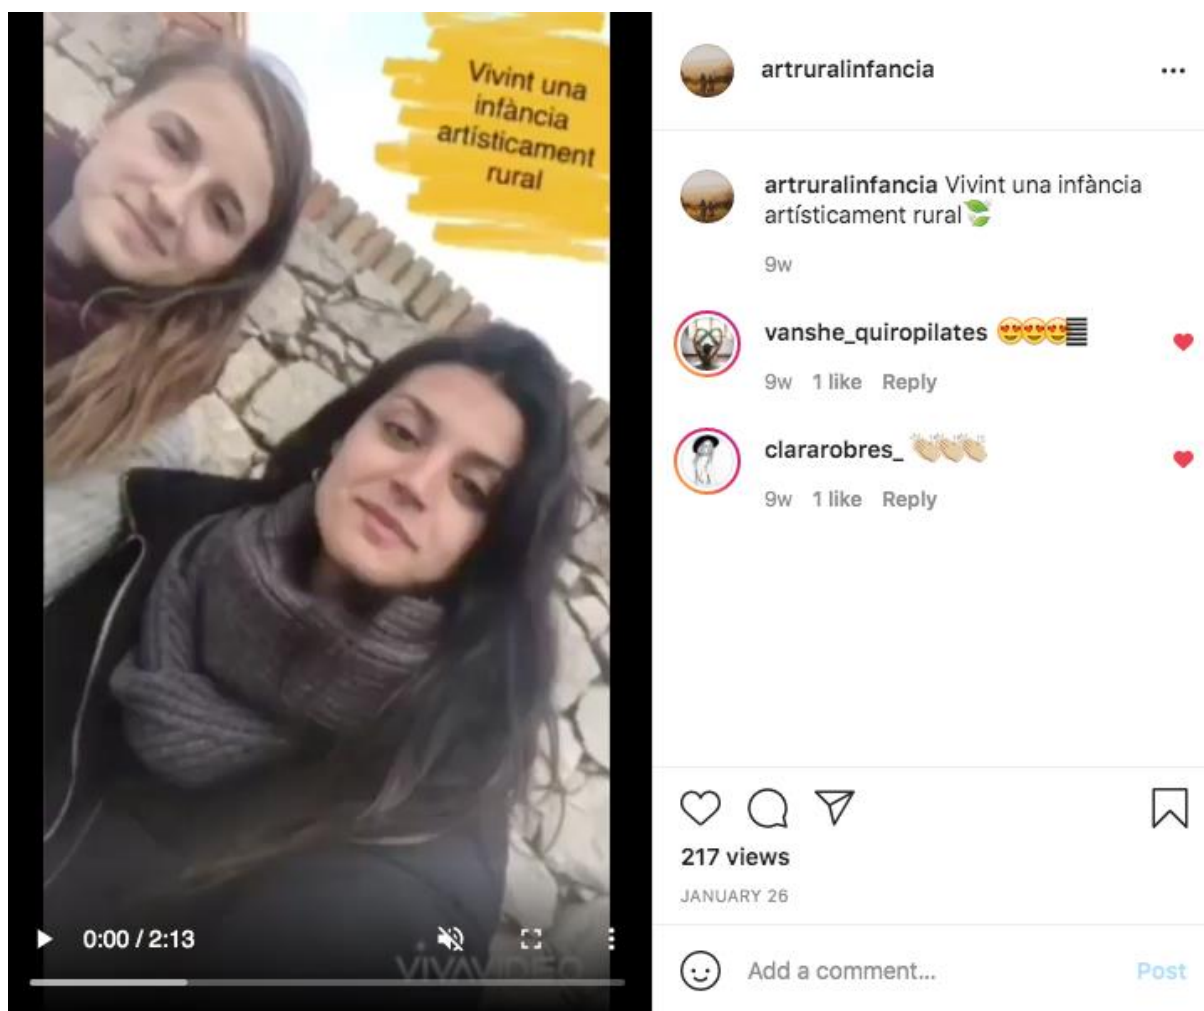 Vivint una
infància
artísticament
rural
0:00 / 2:13
VIVAVIDEO
artruralinfancia
artruralinfancia Vivint una infància
artísticament rural
9w
vanshe_quiropilates
9w 1 like Reply
clararobres_
9w 1 like Reply
217 views
JANUARY 26
Add a comment...
Post